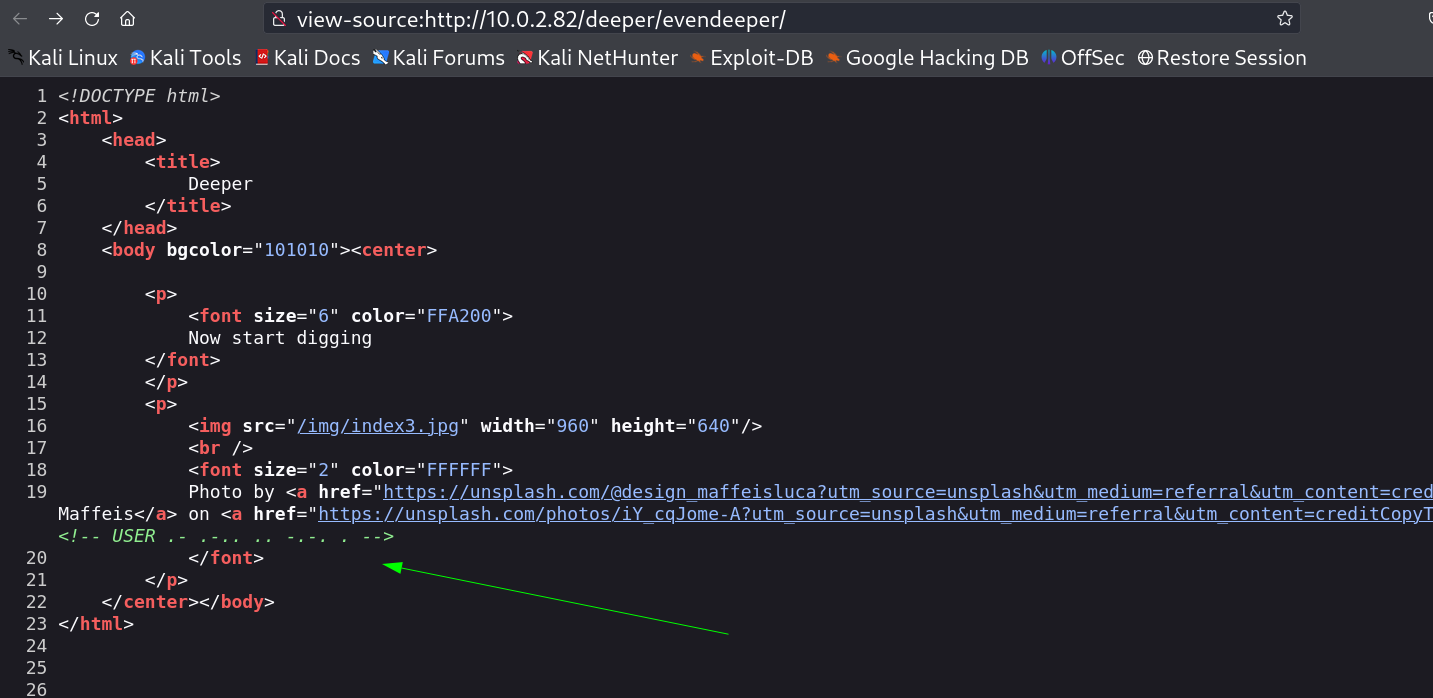 view-source:http://10.0.2.82/deeper/evendeeper/
Kali Linux Kali Tools Kali Docs Kali Forums Kali NetHunter Exploit-DB Google Hacking DB OffSec Restore Session
1 <!DOCTYPE html>
2 <html>
3 <head>
4 <title>
5 Deeper
6 </title>
7 </head>
8 <body bgcolor="101010"><center>
9
10 <p>
11 <font size="6" color="FFA200">
12 Now start digging
13 </font>
14 </p>
15 <p>
16 <img src="/img/index3.jpg" width="960" height="640"/>
17 <br />
18 <font size="2" color="FFFFFF">
19 Photo by <a href="https://unsplash.com/@design_maffeisluca?utm_source=unsplash&utm_medium=referral&utm_content=cred
Maffeis</a> on <a href="https://unsplash.com/photos/iY_cqJome-A?utm_source=unsplash&utm_medium=referral&utm_content=creditCopyT
<!-- USER .- .-.. .. -.-. . -->
20 </font>
21 </p>
22 </center></body>
23 </html>
24
25
26